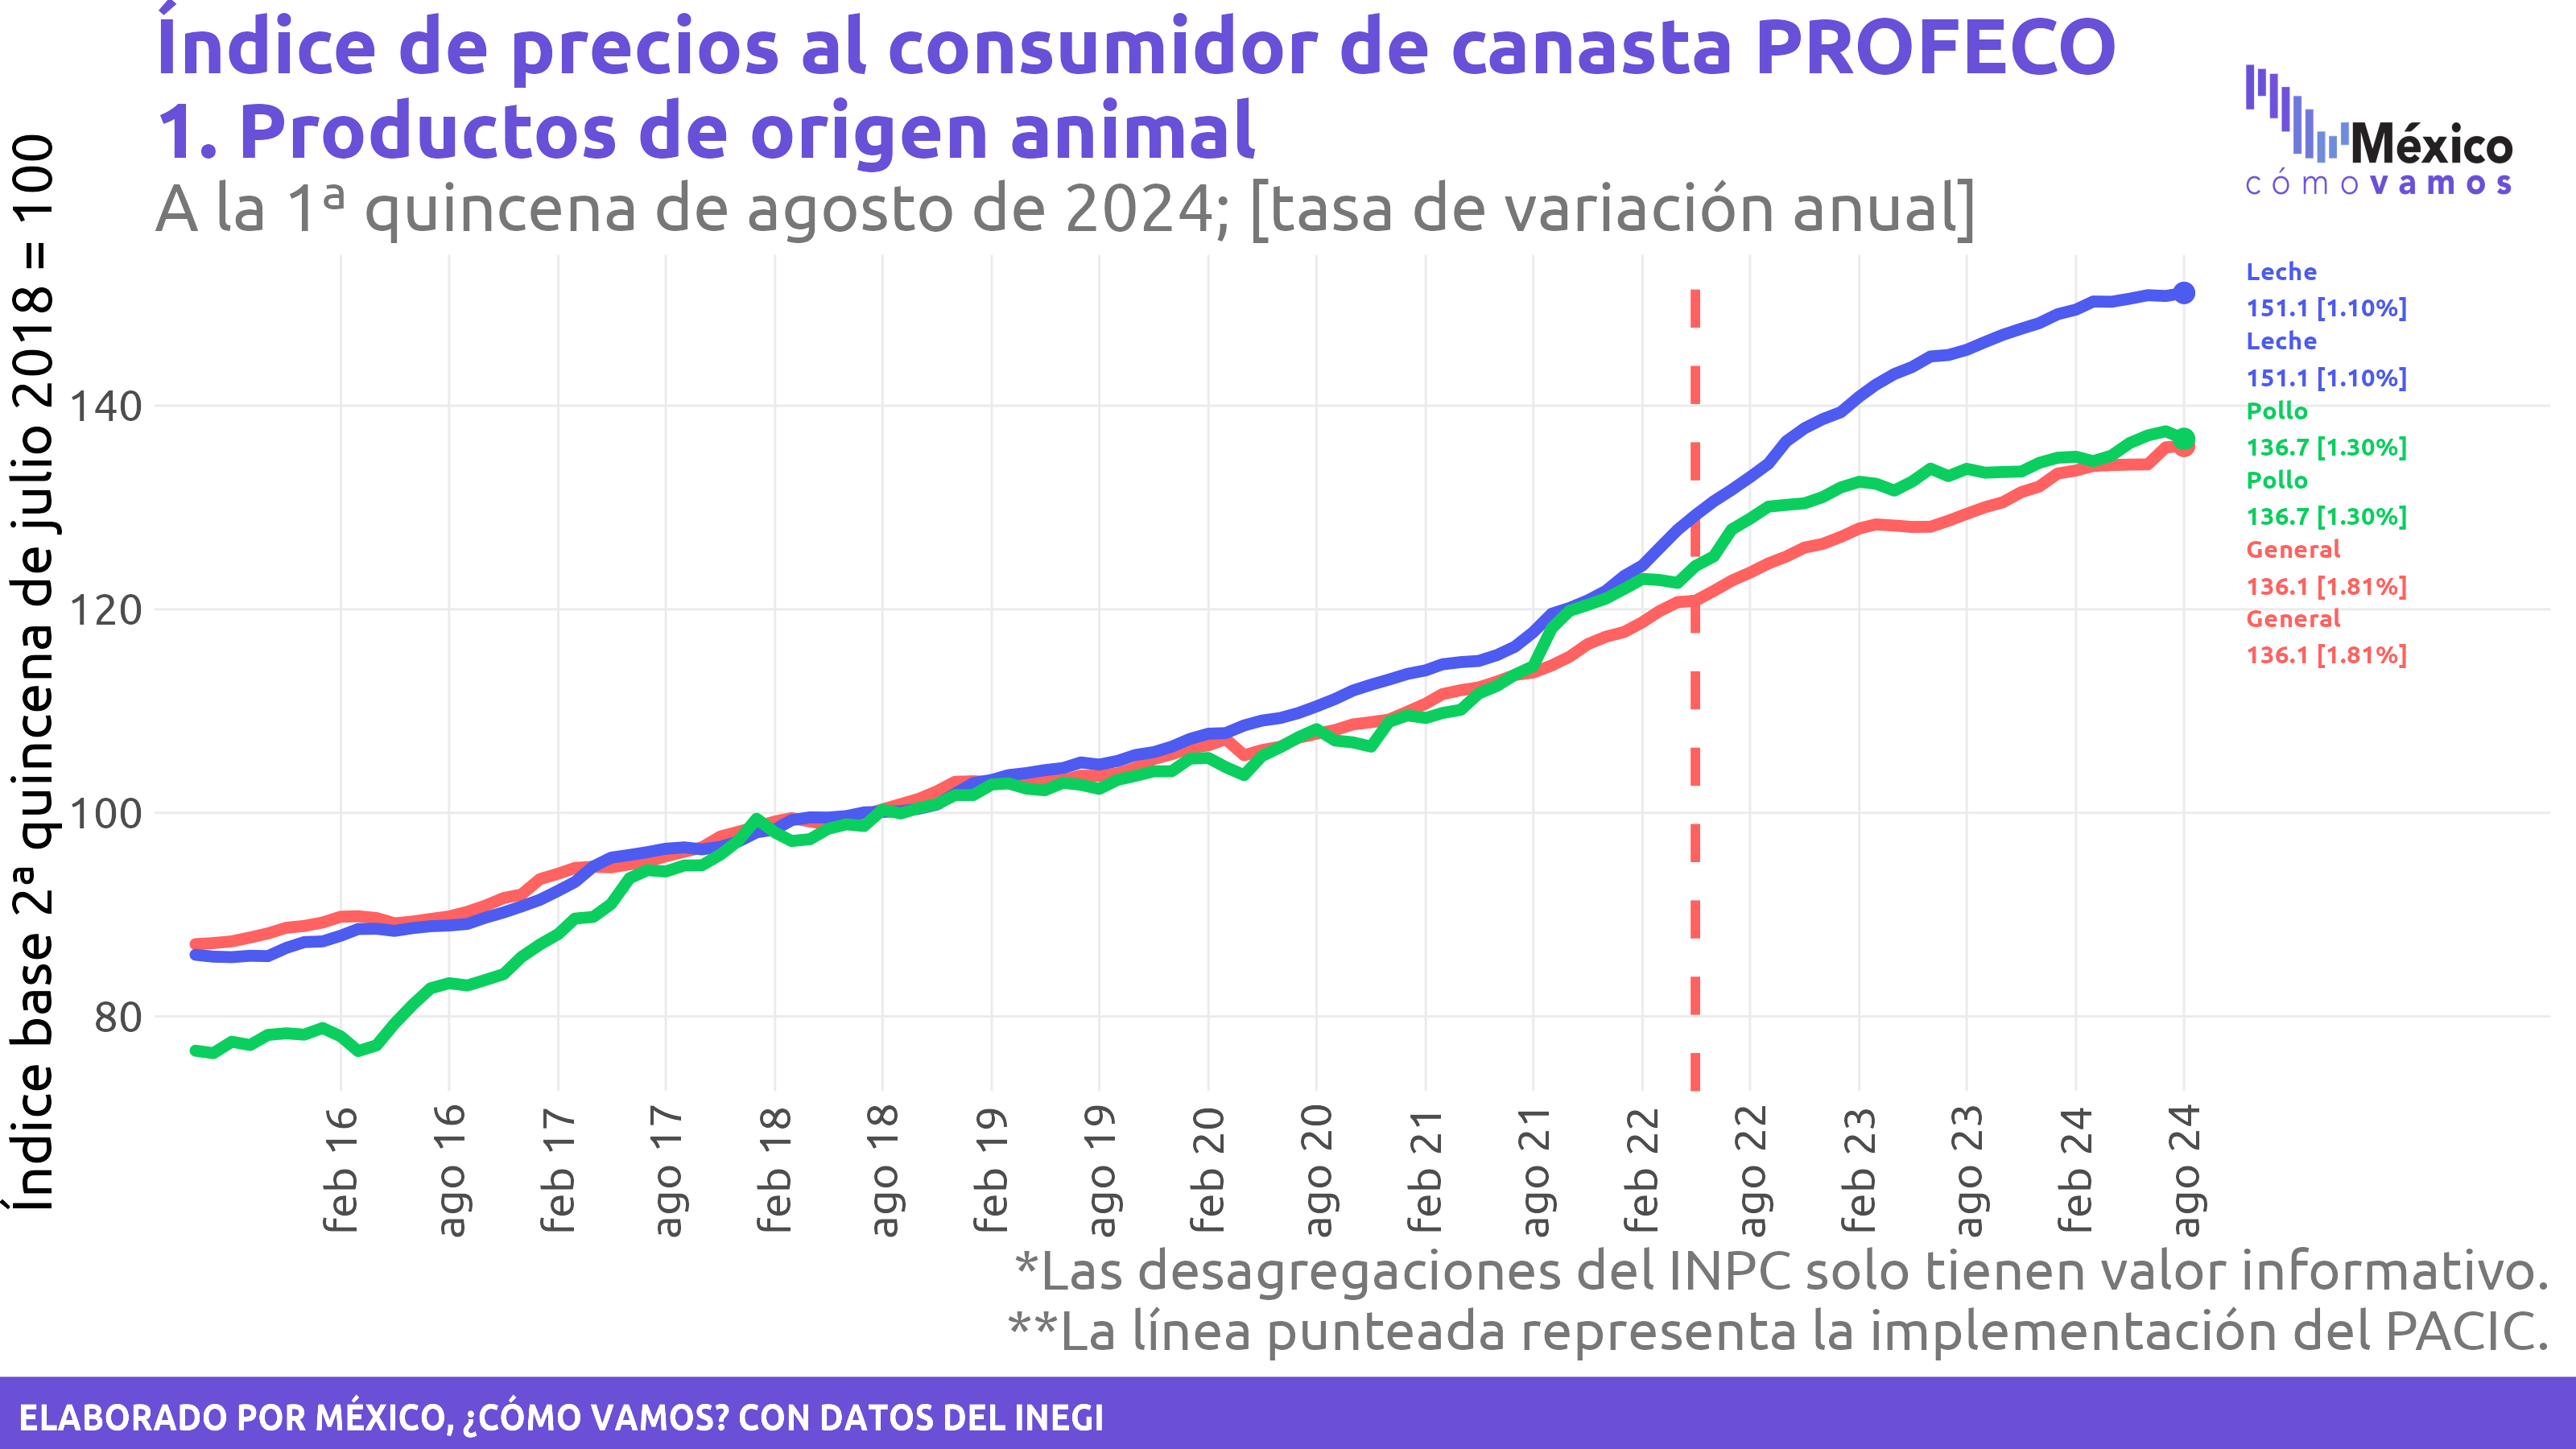 Índice de precios al consumidor de canasta PROFECO
1. Productos de origen animal
A la 1ª quincena de agosto de 2024; [tasa de variación anual]
México
cómo vamos
Índice base 2ª quincena de julio 2018 = 100
140
120
100
80
Leche
151.1 [1.10%]
Leche
151.1 [1.10%]
Pollo
136.7 [1.30%]
Pollo
136.7 [1.30%]
General
136.1 [1.81%]
General
136.1 [1.81%]
feb 16
ago 16
feb 17
ago 17
feb 18
ago 18
feb 19
ago 19
feb 20
ago 20
feb 21
ago 21
feb 22
ago 22
feb 23
ago 23
feb 24
ago 24
*Las desagregaciones del INPC solo tienen valor informativo.
**La línea punteada representa la implementación del PACIC.
ELABORADO POR MÉXICO, ¿CÓMO VAMOS? CON DATOS DEL INEGI